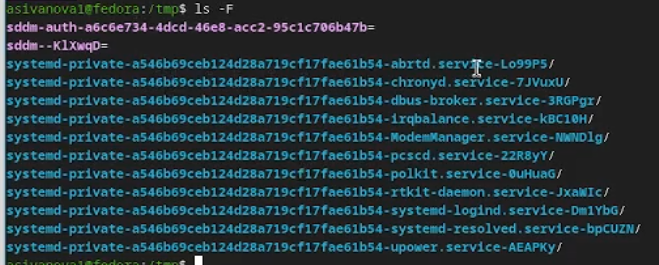 asivanova1@fedora:/tmp$ ls -F
sddm-auth-a6c6e734-4dcd-46e8-acc2-95c1c706b47b=
sddm--KlXwqD=
systemd-private-a546b69ceb124d28a719cf17fae61b54-abrtd.service-Lo99P5/
systemd-private-a546b69ceb124d28a719cf17fae61b54-chronyd.service-7JVuxU/
systemd-private-a546b69ceb124d28a719cf17fae61b54-dbus-broker.service-3RGPgr/
systemd-private-a546b69ceb124d28a719cf17fae61b54-irqbalance.service-kBC10H/
systemd-private-a546b69ceb124d28a719cf17fae61b54-ModemManager.service-NWNDlg/
systemd-private-a546b69ceb124d28a719cf17fae61b54-pcscd.service-22R8yY/
systemd-private-a546b69ceb124d28a719cf17fae61b54-polkit.service-0uHuaG/
systemd-private-a546b69ceb124d28a719cf17fae61b54-rtkit-daemon.service-JxaWIc/
systemd-private-a546b69ceb124d28a719cf17fae61b54-systemd-logind.service-Dm1YbG/
systemd-private-a546b69ceb124d28a719cf17fae61b54-systemd-resolved.service-bpCUZN/
systemd-private-a546b69ceb124d28a719cf17fae61b54-upower.service-AEAPKy/
asivanova1@fedora:/tmp$